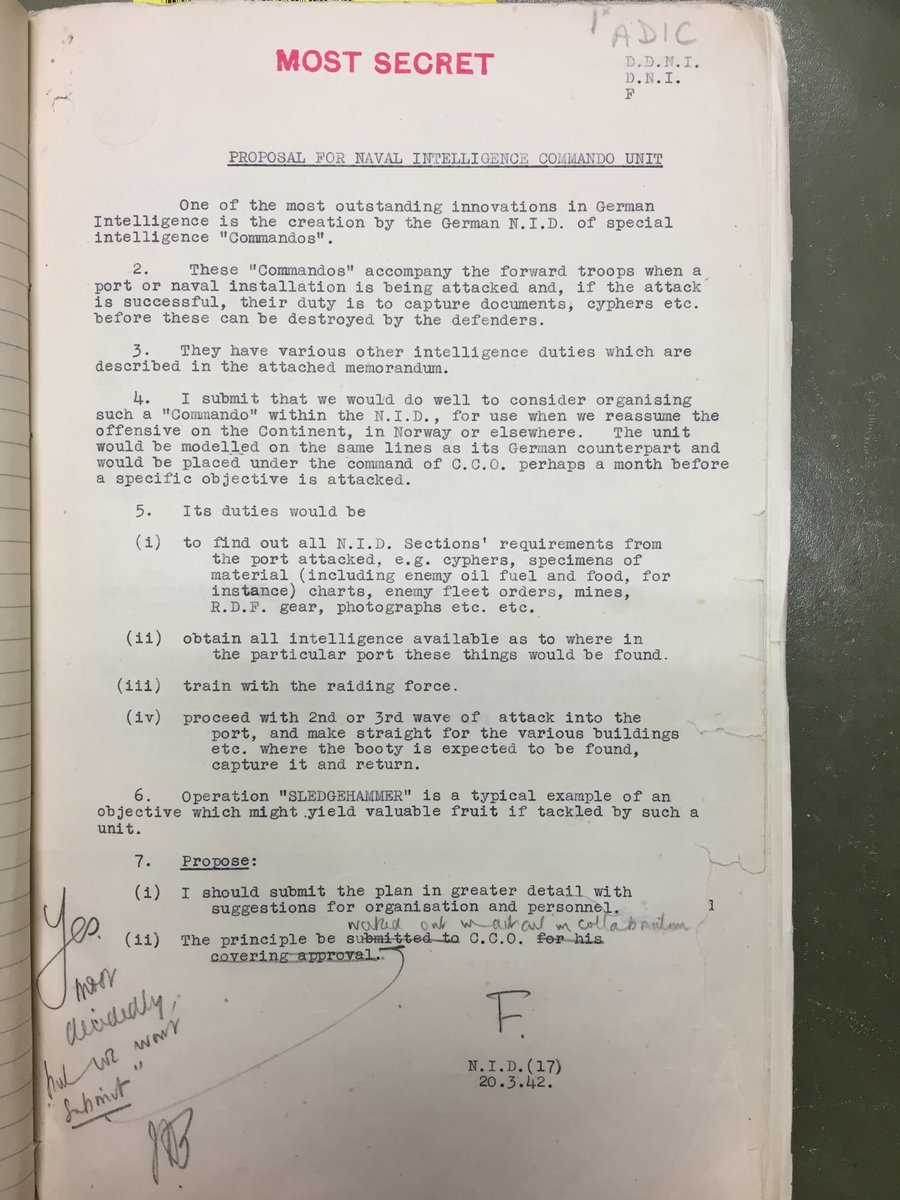 ADIC
MOST SECRET
D.D.N.I.
D.N.I.
F
PROPOSAL FOR NAVAL INTELLIGENCE COMMANDO UNIT
One of the most outstanding innovations in German
Intelligence is the creation by the German N.I.D. of special
intelligence "Commandos".
2. These "Commandos" accompany the forward troops when a
port or naval installation is being attacked and, if the attack
is successful, their duty is to capture documents, cyphers etc.
before these can be destroyed by the defenders.
3. They have various other intelligence duties which are
described in the attached memorandum.
4. I submit that we would do well to consider organising
such a "Commando" within the N.I.D., for use when we reassume the
offensive on the Continent, in Norway or elsewhere. The unit
would be modelled on the same lines as its German counterpart and
would be placed under the command of C.C.O. perhaps a month before
a specific objective is attacked.
5. Its duties would be
(i) to find out all N.I.D. Sections' requirements from
the port attacked, e.g. cyphers, specimens of
material (including enemy oil fuel and food, for
instance) charts, enemy fleet orders, mines,
R.D.F. gear, photographs etc. etc.
(ii) obtain all intelligence available as to where in
the particular port these things would be found.
(iii) train with the raiding force.
(iv) proceed with 2nd or 3rd wave of attack into the
port, and make straight for the various buildings
etc. where the booty is expected to be found,
capture it and return.
6. Operation "SLEDGEHAMMER" is a typical example of an
objective which might yield valuable fruit if tackled by such a
unit.
7. Propose:
(i) I should submit the plan in greater detail with
suggestions for organisation and personnel.
worked out in detail in collaboration
(ii) The principle be submitted to C.C.O. for his
covering approval.
Yes.
most
decidedly,
but we won't
"submit"
F.
N.I.D.(17)
20.3.42.